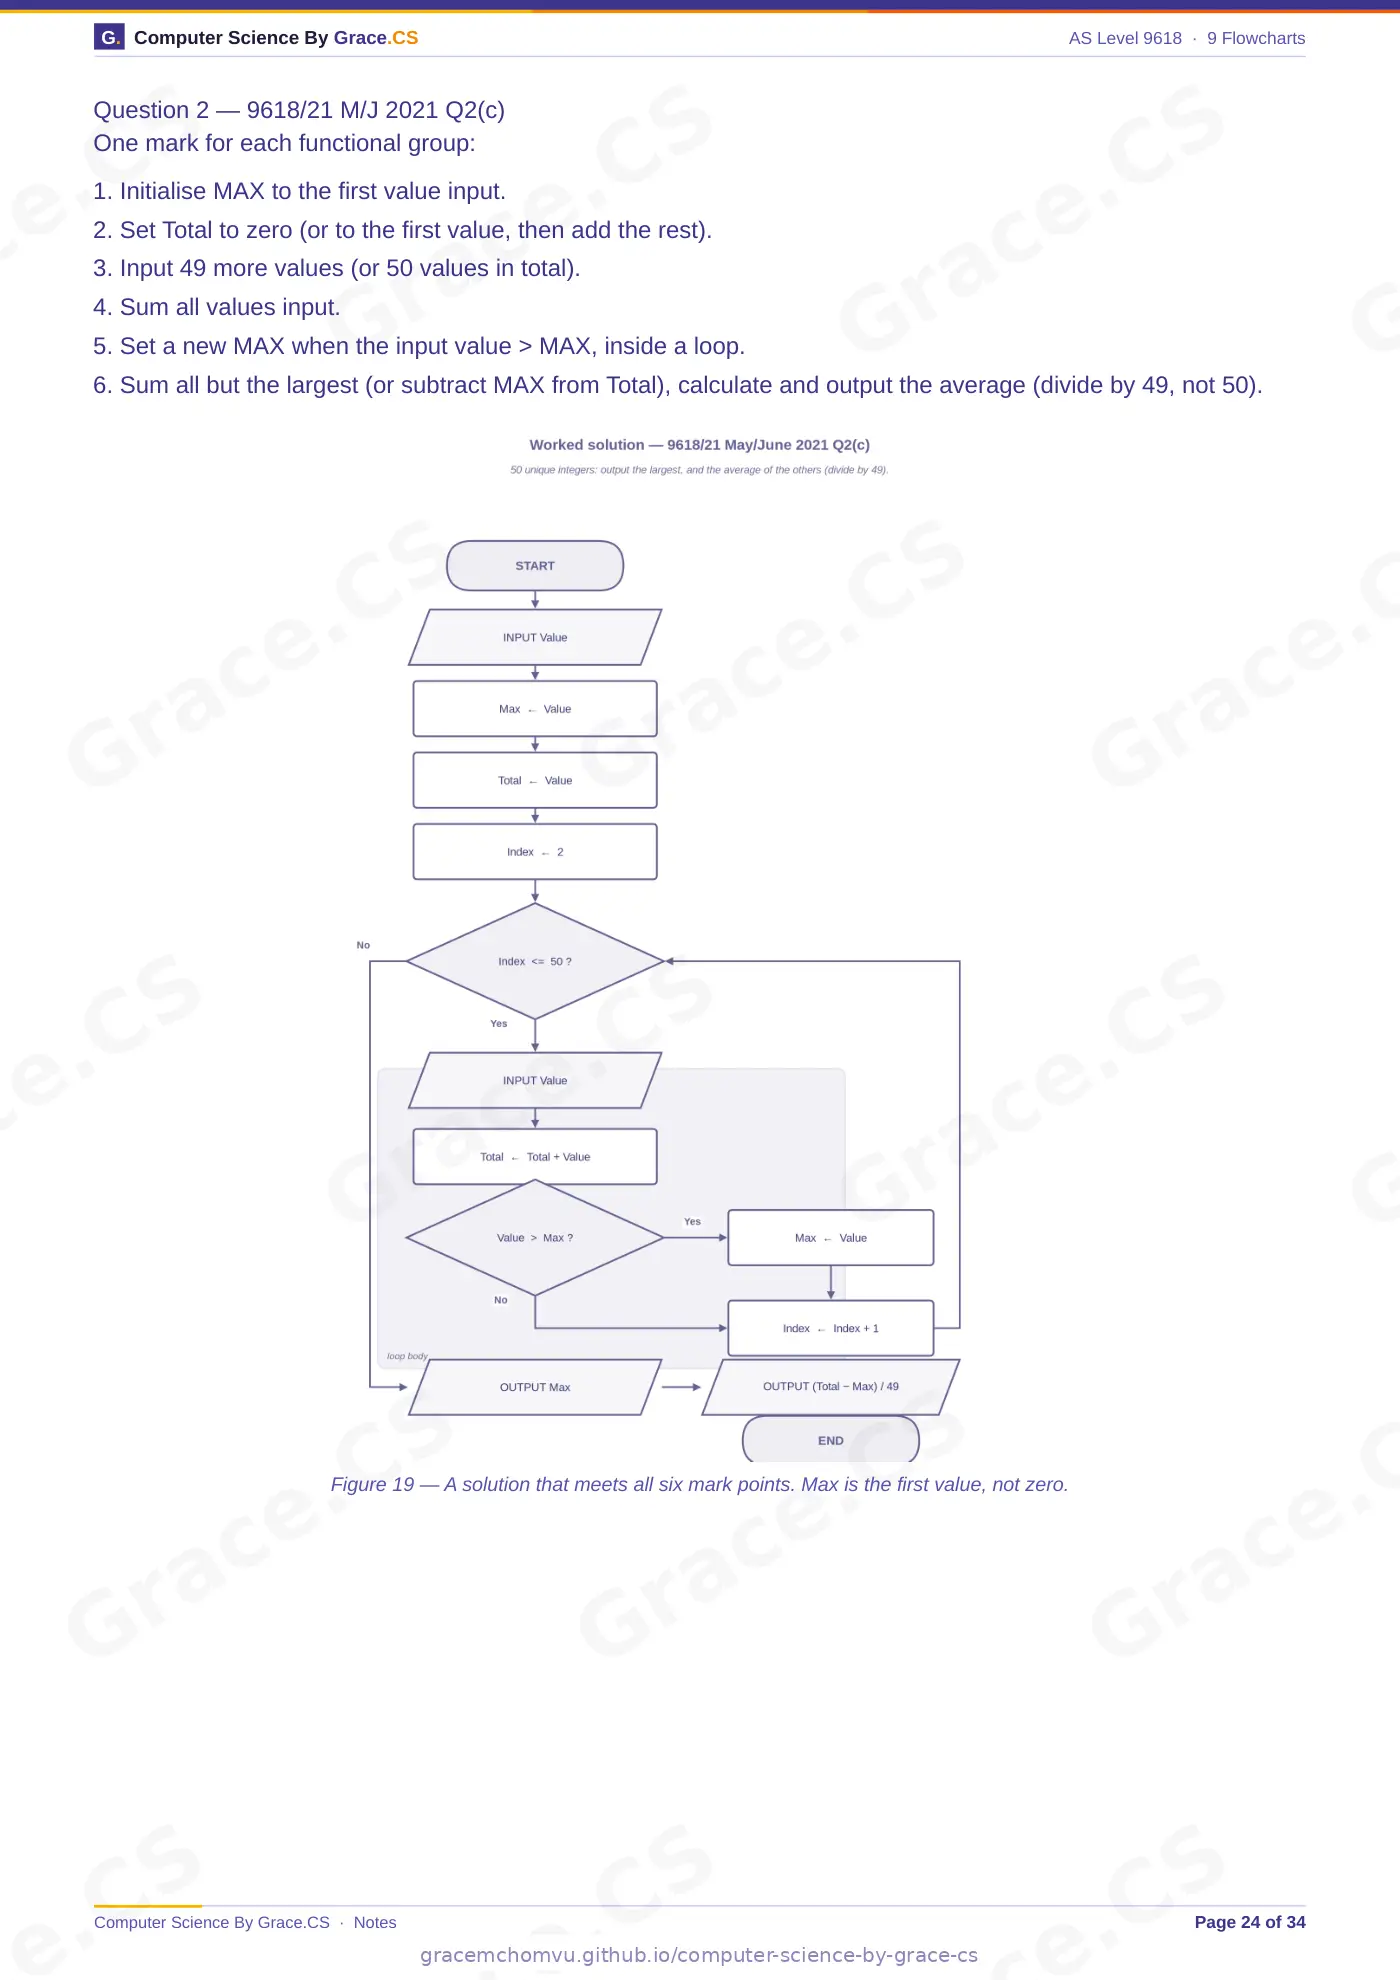 G. Computer Science By Grace.CS
AS Level 9618 · 9 Flowcharts
Question 2 — 9618/21 M/J 2021 Q2(c)
One mark for each functional group:
1. Initialise MAX to the first value input.
2. Set Total to zero (or to the first value, then add the rest).
3. Input 49 more values (or 50 values in total).
4. Sum all values input.
5. Set a new MAX when the input value > MAX, inside a loop.
6. Sum all but the largest (or subtract MAX from Total), calculate and output the average (divide by 49, not 50).
Worked solution — 9618/21 May/June 2021 Q2(c)
50 unique integers: output the largest, and the average of the others (divide by 49).
START
INPUT Value
Max ← Value
Total ← Value
Index ← 2
No
Index <= 50 ?
Yes
INPUT Value
Total ← Total + Value
Value > Max ?
Yes
Max ← Value
No
Index ← Index + 1
loop body
OUTPUT Max
OUTPUT (Total − Max) / 49
END
Figure 19 — A solution that meets all six mark points. Max is the first value, not zero.
Computer Science By Grace.CS · Notes
Page 24 of 34
gracemchomvu.github.io/computer-science-by-grace-cs
Grace.CS